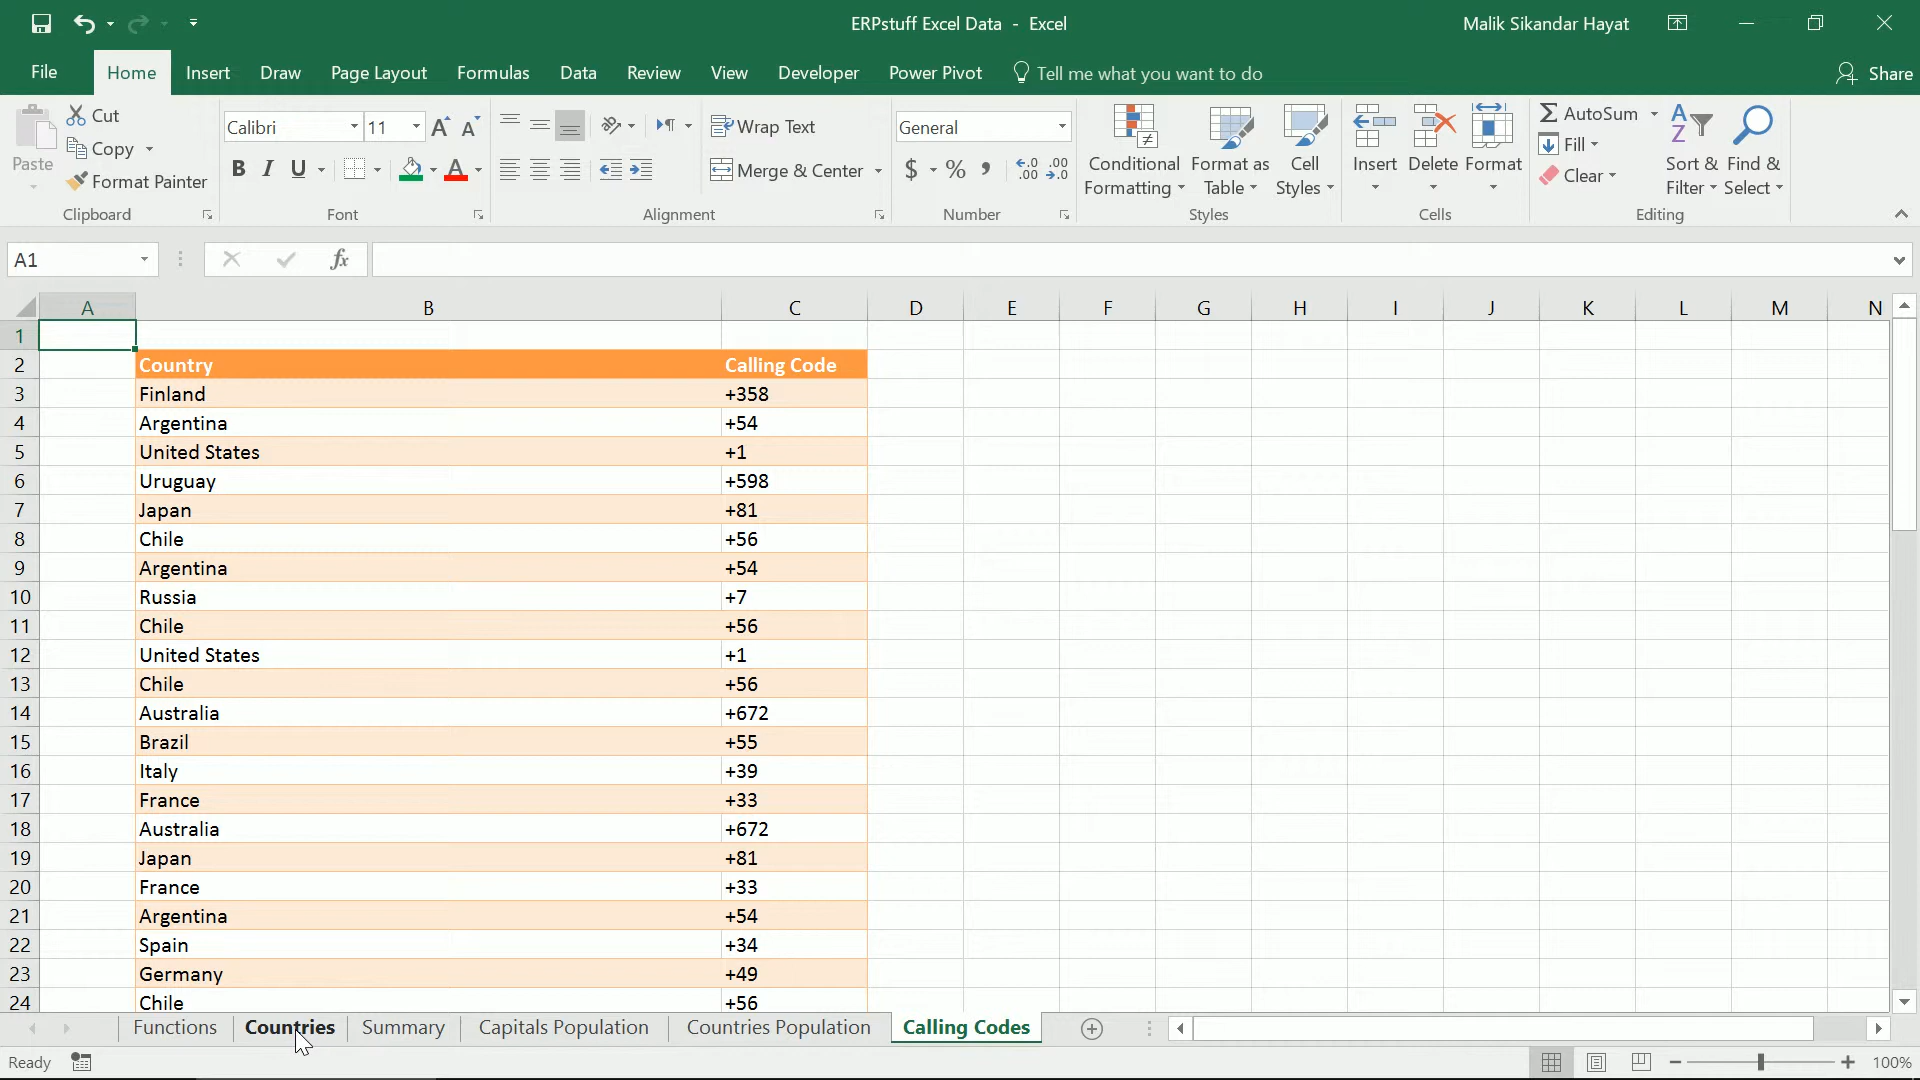 ERPstuff Excel Data - Excel
Malik Sikandar Hayat
File Home Insert Draw Page Layout Formulas Data Review View Developer Power Pivot Tell me what you want to do Share
Paste
Cut
Copy
Format Painter
Clipboard
Calibri 11
B I U
Font
Wrap Text
Merge & Center
Alignment
General
$ % ,
Number
Conditional Formatting
Format as Table
Cell Styles
Styles
Insert
Delete
Format
Cells
AutoSum
Fill
Clear
Sort & Filter
Find & Select
Editing
A1 fx
A B C D E F G H I J K L M N
1
2 Country Calling Code
3 Finland +358
4 Argentina +54
5 United States +1
6 Uruguay +598
7 Japan +81
8 Chile +56
9 Argentina +54
10 Russia +7
11 Chile +56
12 United States +1
13 Chile +56
14 Australia +672
15 Brazil +55
16 Italy +39
17 France +33
18 Australia +672
19 Japan +81
20 France +33
21 Argentina +54
22 Spain +34
23 Germany +49
24 Chile +56
Functions Countries Summary Capitals Population Countries Population Calling Codes
Ready 100%